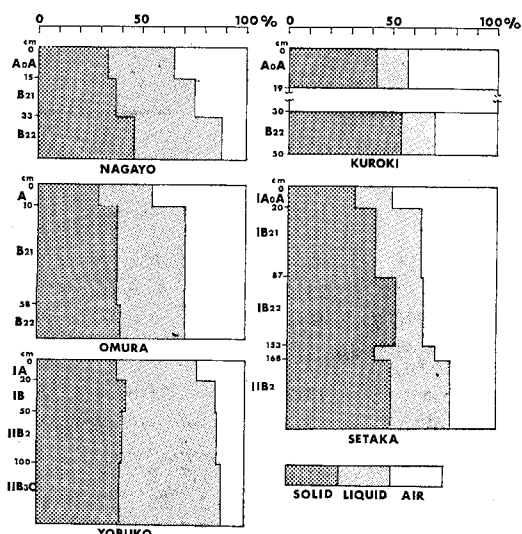 0 50 100 %
cm
0
A₀A
15
B21
33
B22
NAGAYO
cm
0
A
10
B21
58
B22
OMURA
cm
0
IA
20
IB
50
IIB2
100
IIB3C
YOBUKO
0 50 100 %
cm
0
A₀A
19
30
B22
50
KUROKI
cm
0
IA₀A
20
IB21
87
IB22
153
168
IIB2
SETAKA
SOLID LIQUID AIR